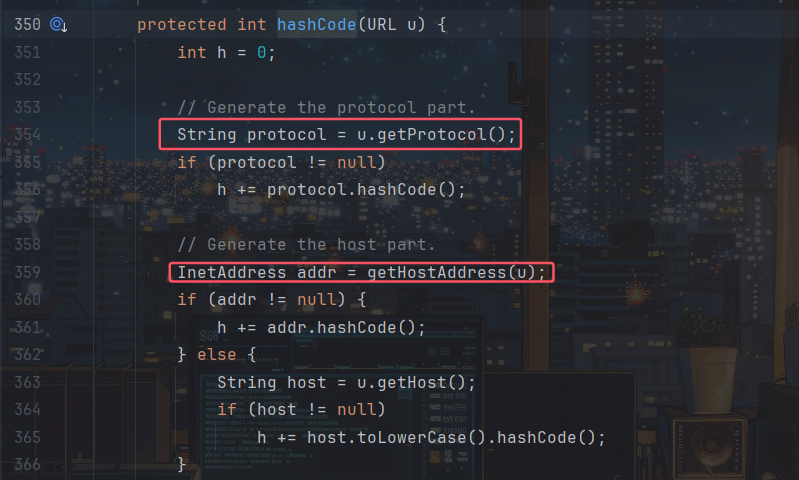 350 protected int hashCode(URL u) {
351 int h = 0;
352
353 // Generate the protocol part.
354 String protocol = u.getProtocol();
355 if (protocol != null)
356 h += protocol.hashCode();
357
358 // Generate the host part.
359 InetAddress addr = getHostAddress(u);
360 if (addr != null) {
361 h += addr.hashCode();
362 } else {
363 String host = u.getHost();
364 if (host != null)
365 h += host.toLowerCase().hashCode();
366 }